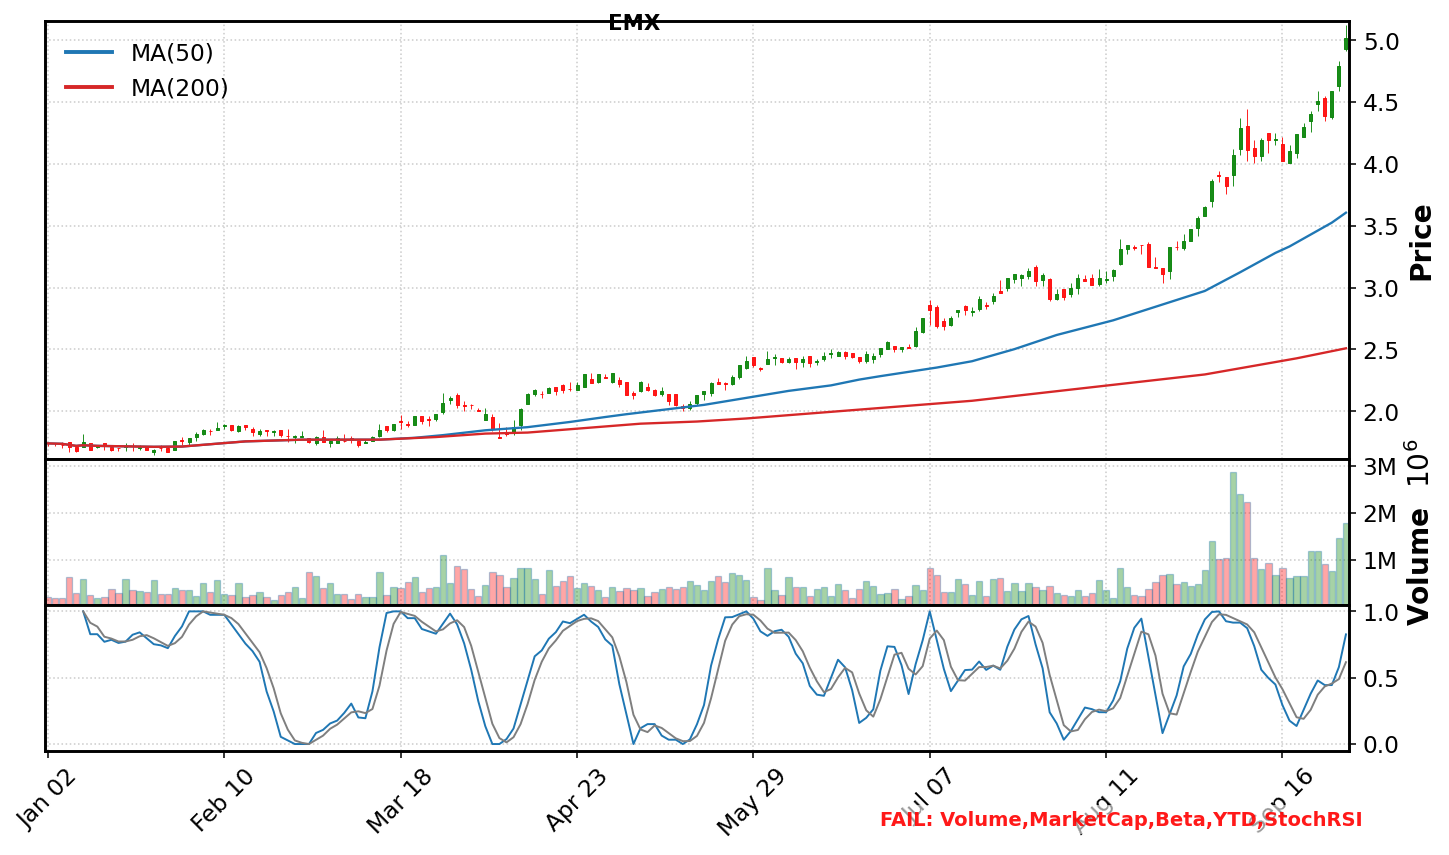 EMX
MA(50)
MA(200)
5.0
4.5
4.0
3.5
3.0
2.5
2.0
Price
3M
2M
1M
Volume 10⁶
1.0
0.5
0.0
Jan 02
Feb 10
Mar 18
Apr 23
May 29
Jul 07
Aug 11
Sep 16
FAIL: Volume,MarketCap,Beta,YTD,StochRSI